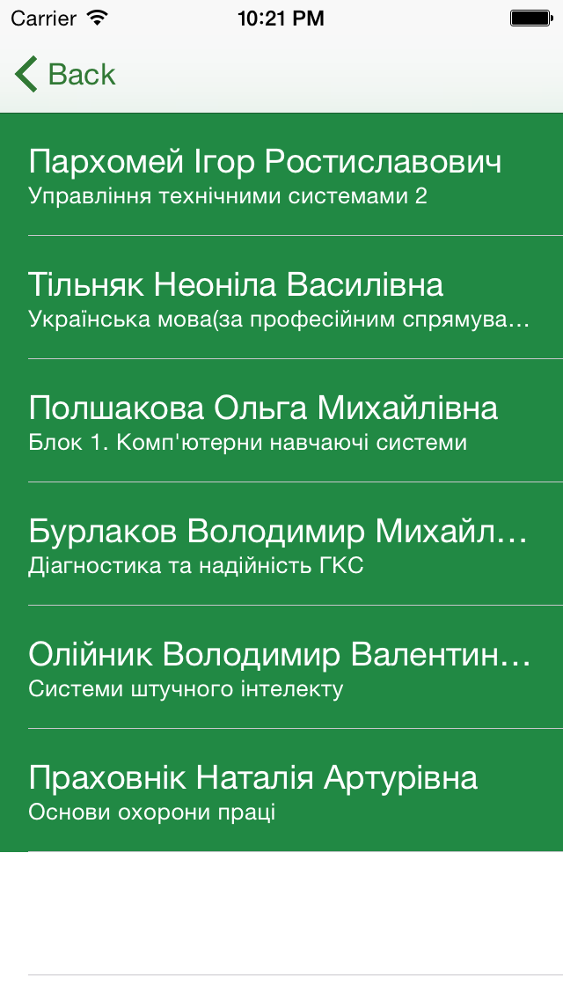 Carrier 10:21 PM
Back
Пархомей Ігор Ростиславович
Управління технічними системами 2
Тільняк Неоніла Василівна
Українська мова(за професійним спрямува…
Полшакова Ольга Михайлівна
Блок 1. Комп'ютерни навчаючі системи
Бурлаков Володимир Михайл…
Діагностика та надійність ГКС
Олійник Володимир Валентин…
Системи штучного інтелекту
Праховнік Наталія Артурівна
Основи охорони праці